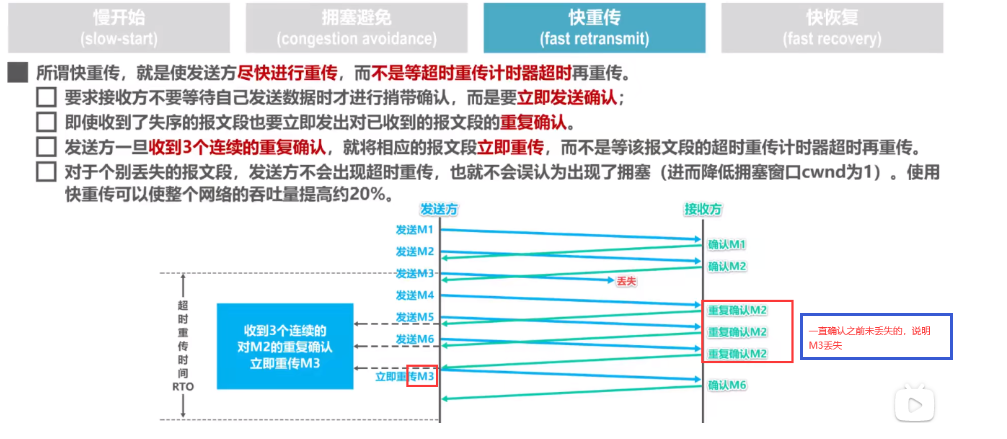 慢开始
(slow-start)
拥塞避免
(congestion avoidance)
快重传
(fast retransmit)
快恢复
(fast recovery)
所谓快重传，就是使发送方尽快进行重传，而不是等超时重传计时器超时再重传。
要求接收方不要等待自己发送数据时才进行捎带确认，而是要立即发送确认；
即使收到了失序的报文段也要立即发出对已收到的报文段的重复确认。
发送方一旦收到3个连续的重复确认，就将相应的报文段立即重传，而不是等该报文段的超时重传计时器超时再重传。
对于个别丢失的报文段，发送方不会出现超时重传，也就不会误认为出现了拥塞（进而降低拥塞窗口cwnd为1）。使用
快重传可以使整个网络的吞吐量提高约20%。
发送方
接收方
发送M1
确认M1
发送M2
确认M2
发送M3
丢失
发送M4
重复确认M2
发送M5
重复确认M2
发送M6
重复确认M2
立即重传M3
确认M6
超时重传时间
RTO
收到3个连续的
对M2的重复确认
立即重传M3
一直确认之前未丢失的，说明
M3丢失